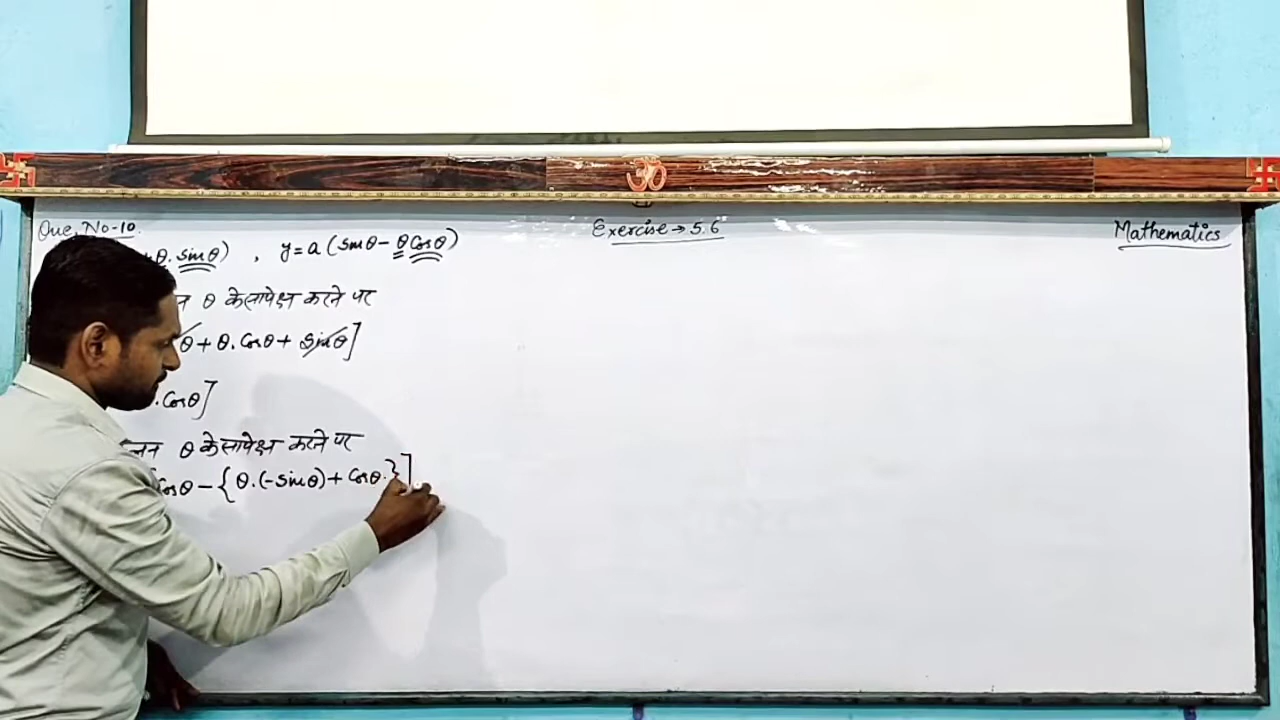 Que. No-10
Exercise → 5.6
Mathematics
θ. sinθ) , y = a (sinθ - θ cosθ)
θ के सापेक्ष करने पर
θ + θ. cosθ + sinθ]
. cosθ]
θ के सापेक्ष करने पर
cosθ - {θ.(-sinθ) + cosθ.}]
ॐ